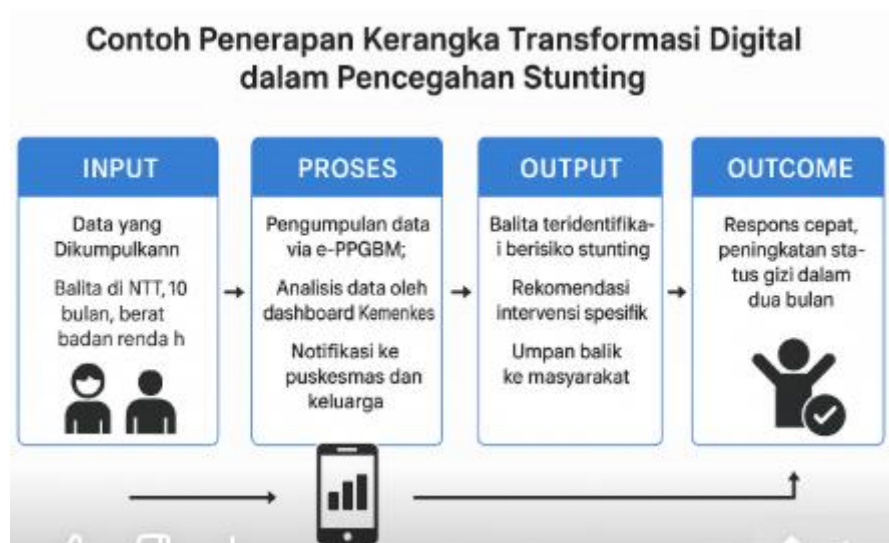 Contoh Penerapan Kerangka Transformasi Digital
dalam Pencegahan Stunting
INPUT
Data yang
Dikumpulkann
Balita di NTT, 10
bulan, berat
badan renda h
PROSES
Pengumpulan data
via e-PPGBM;
Analisis data oleh
dashboard Kemenkes
Notifikasi ke
puskesmas dan
keluarga
OUTPUT
Balita teridentifika-
i berisiko stunting
Rekomendasi
intervensi spesifik
Umpan balik
ke masyarakat
OUTCOME
Respons cepat,
peningkatan sta-
tus gizi dalam
dua bulan